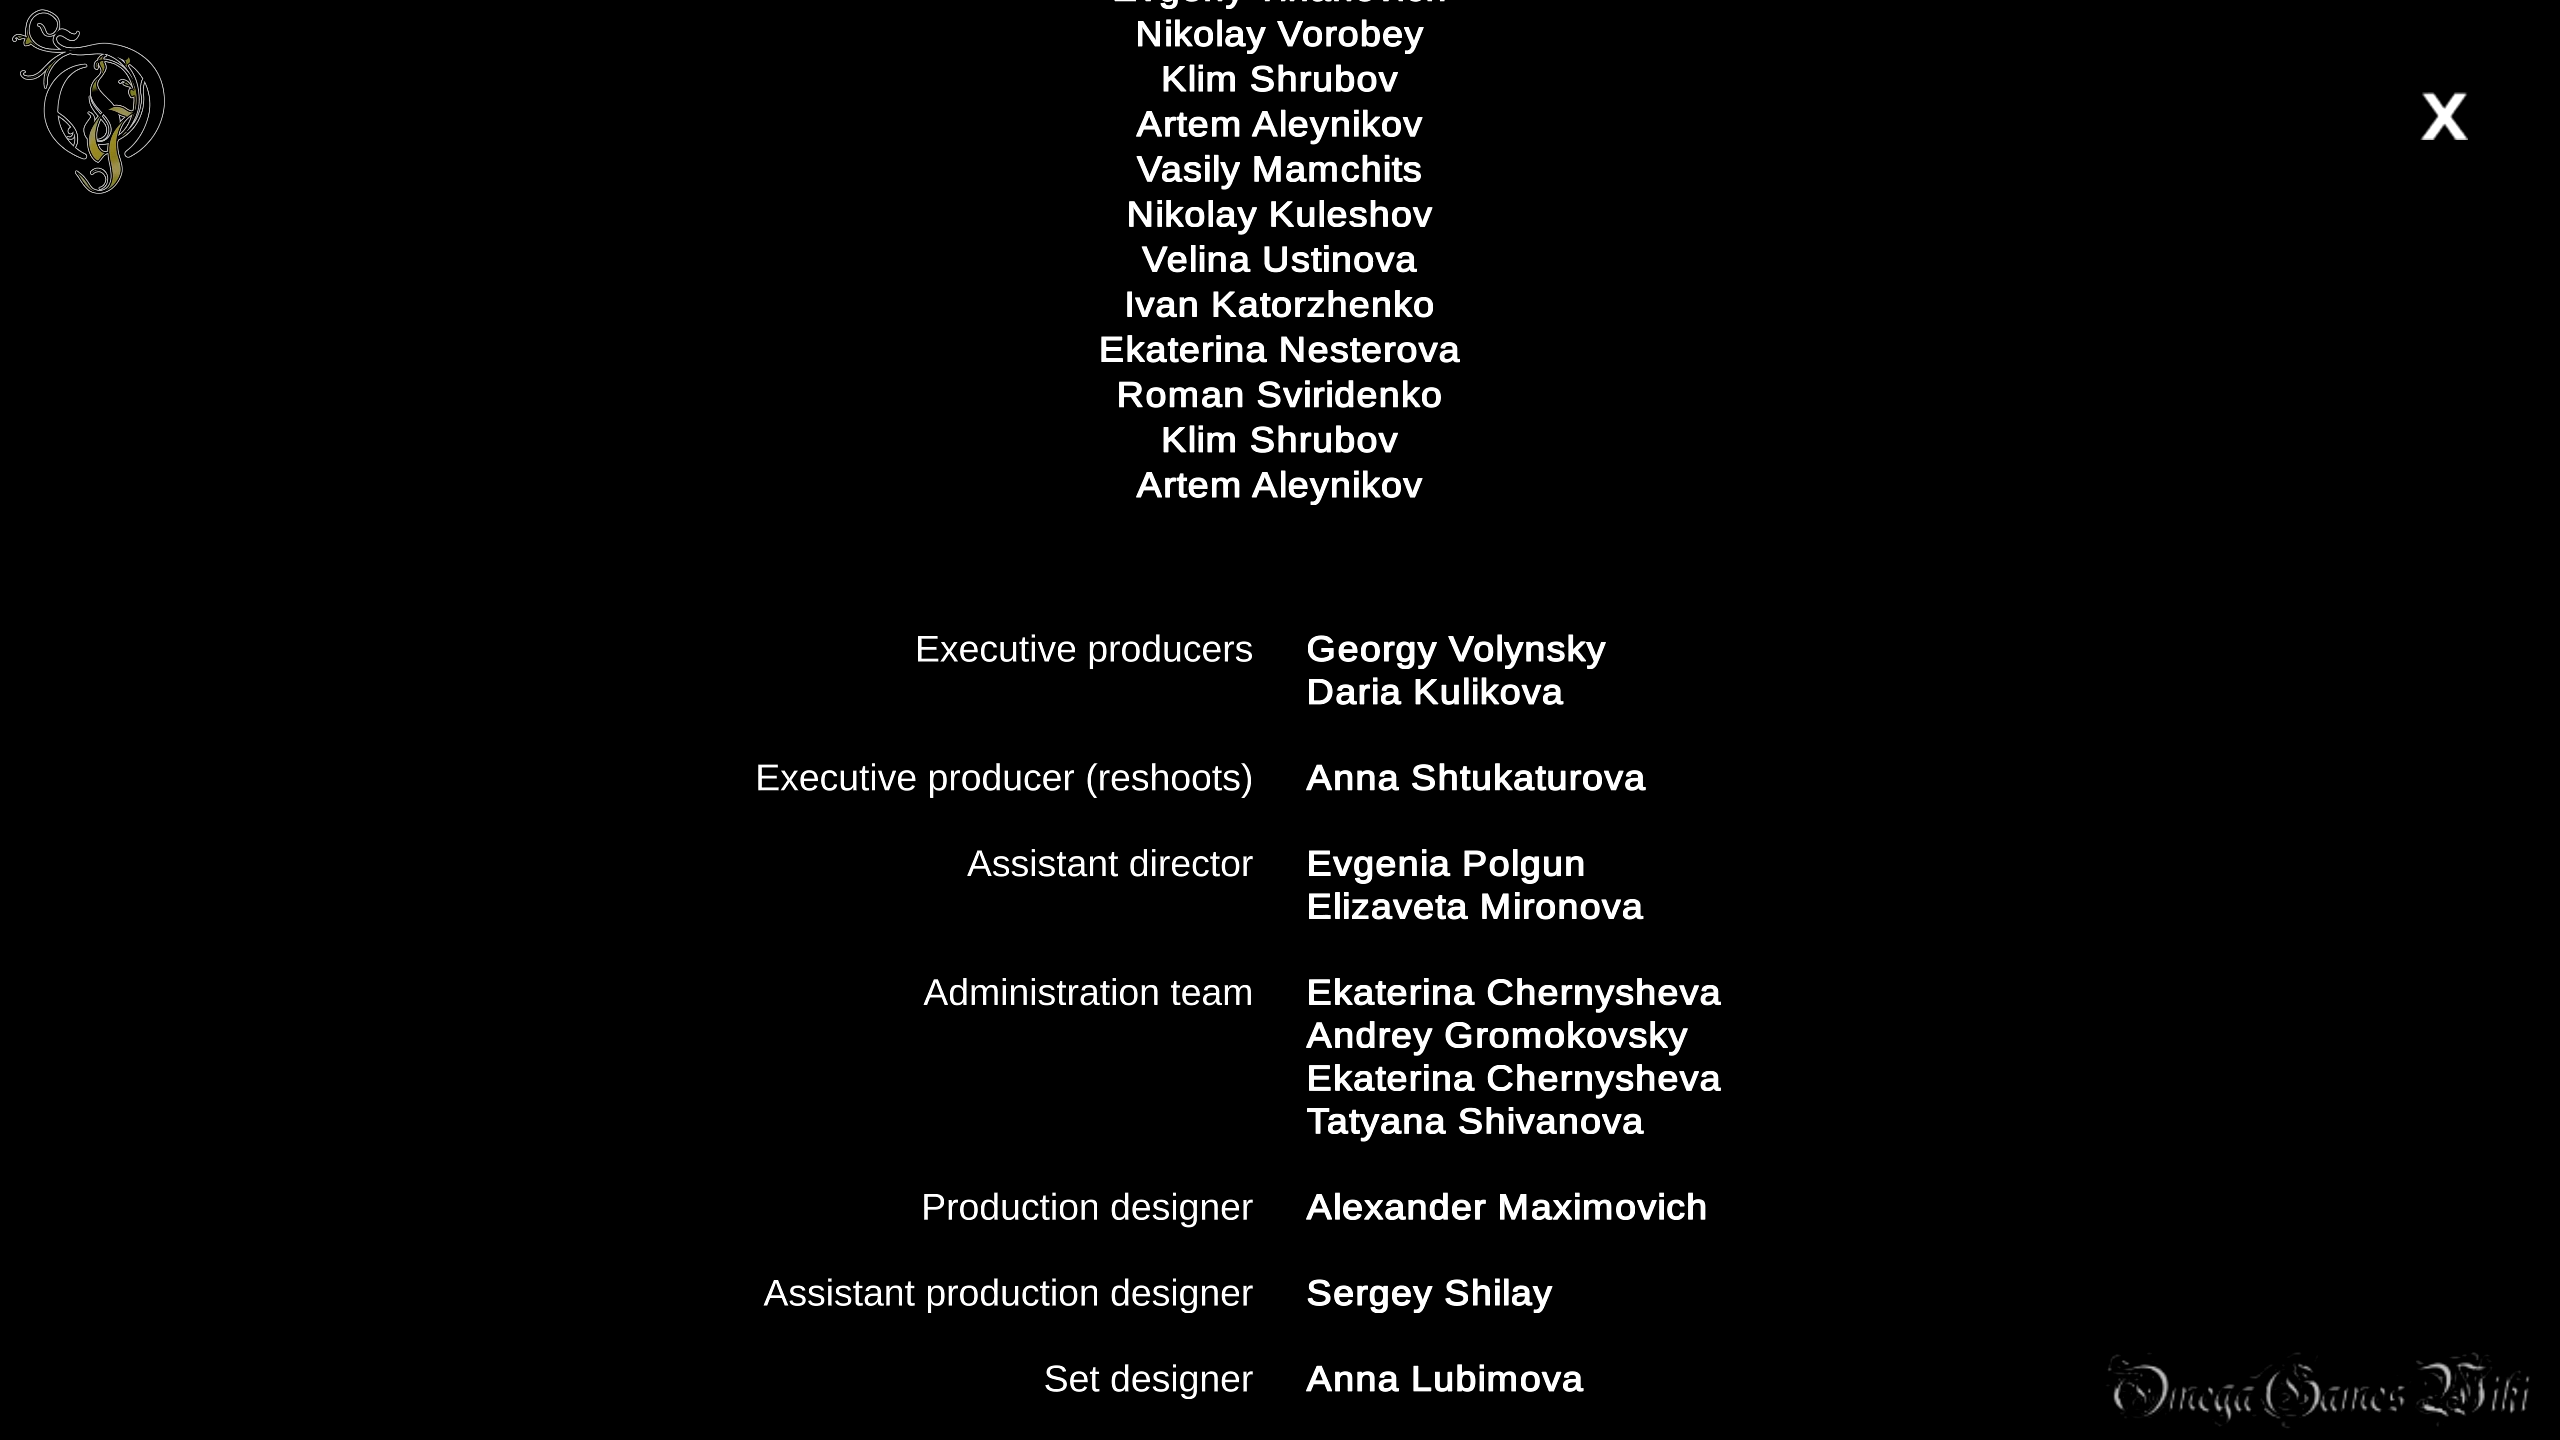 Nikolay Vorobey
Klim Shrubov
Artem Aleynikov
Vasily Mamchits
Nikolay Kuleshov
Velina Ustinova
Ivan Katorzhenko
Ekaterina Nesterova
Roman Sviridenko
Klim Shrubov
Artem Aleynikov
X
Executive producers Georgy Volynsky
Daria Kulikova
Executive producer (reshoots) Anna Shtukaturova
Assistant director Evgenia Polgun
Elizaveta Mironova
Administration team Ekaterina Chernysheva
Andrey Gromokovsky
Ekaterina Chernysheva
Tatyana Shivanova
Production designer Alexander Maximovich
Assistant production designer Sergey Shilay
Set designer Anna Lubimova
Omega Games Wiki